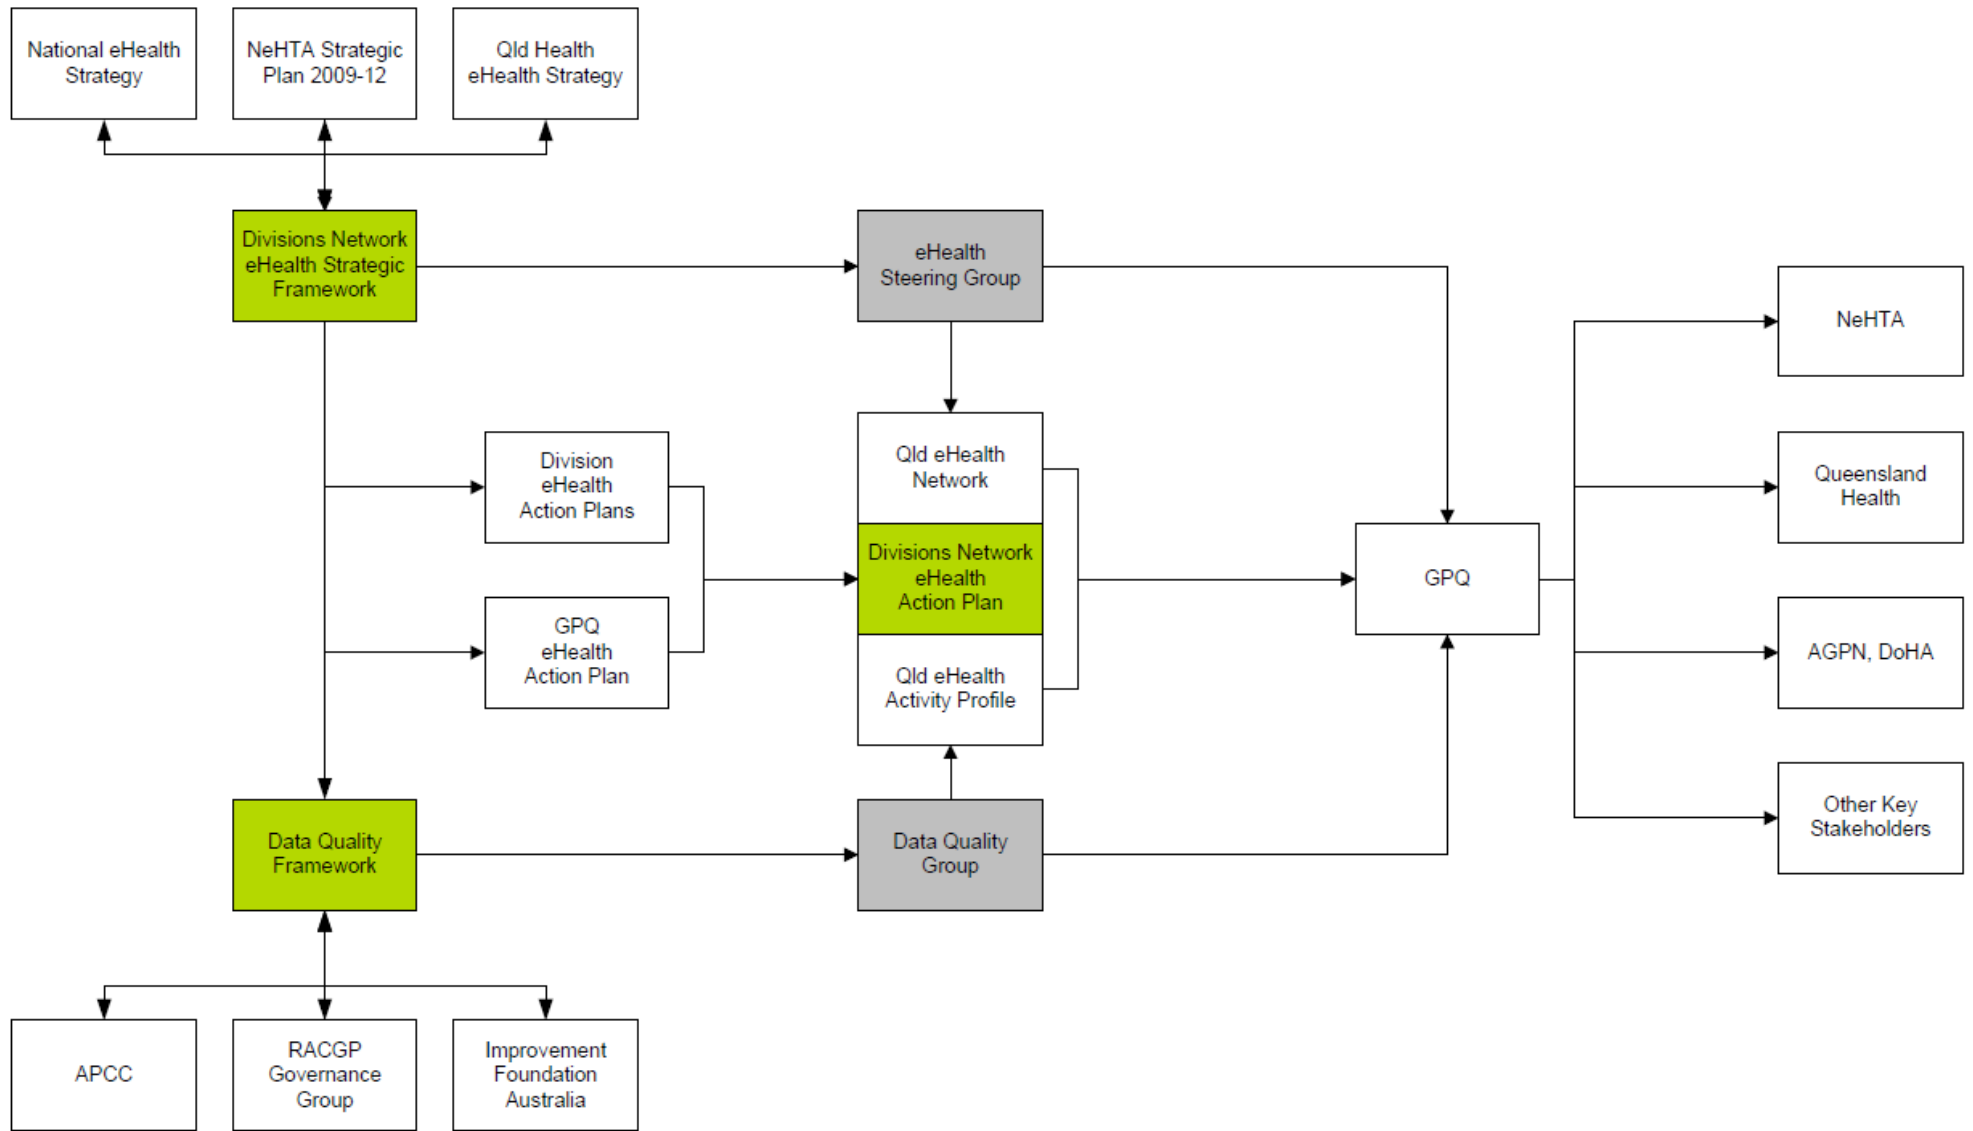 National eHealth
Strategy
NeHTA Strategic
Plan 2009-12
Qld Health
eHealth Strategy
Divisions Network
eHealth Strategic
Framework
eHealth
Steering Group
NeHTA
Division
eHealth
Action Plans
Qld eHealth
Network
Queensland
Health
Divisions Network
eHealth
Action Plan
GPQ
GPQ
eHealth
Action Plan
Qld eHealth
Activity Profile
AGPN, DoHA
Data Quality
Framework
Data Quality
Group
Other Key
Stakeholders
APCC
RACGP
Governance
Group
Improvement
Foundation
Australia